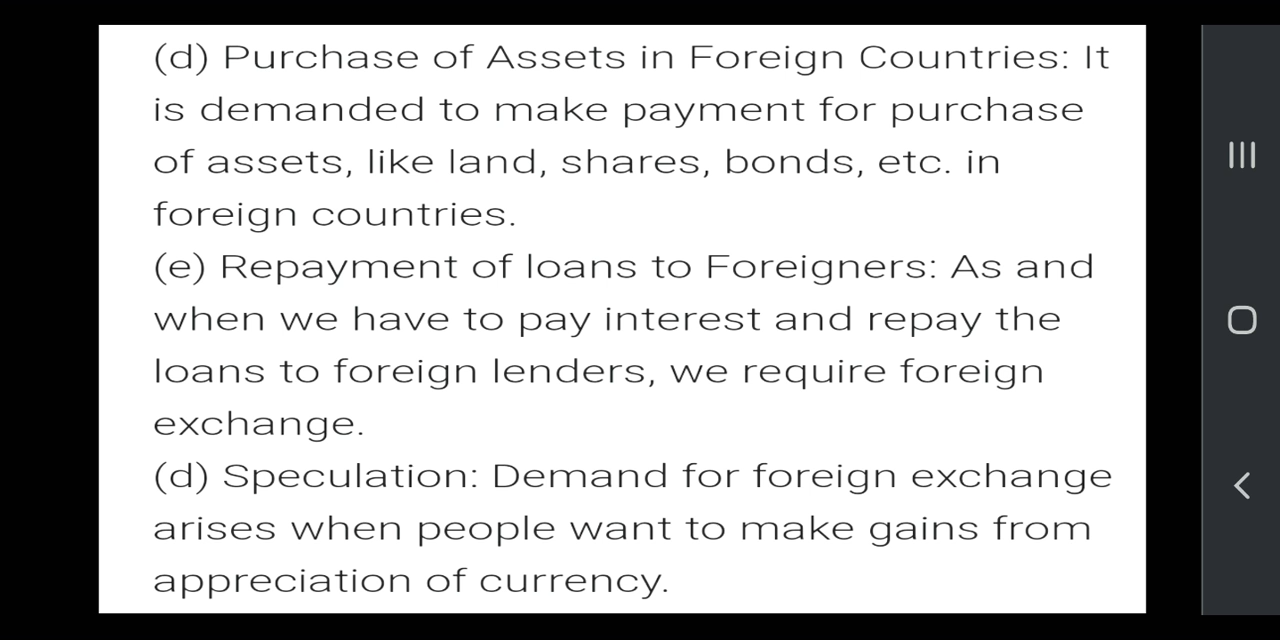 (d) Purchase of Assets in Foreign Countries: It
is demanded to make payment for purchase
of assets, like land, shares, bonds, etc. in
foreign countries.
(e) Repayment of loans to Foreigners: As and
when we have to pay interest and repay the
loans to foreign lenders, we require foreign
exchange.
(d) Speculation: Demand for foreign exchange
arises when people want to make gains from
appreciation of currency.